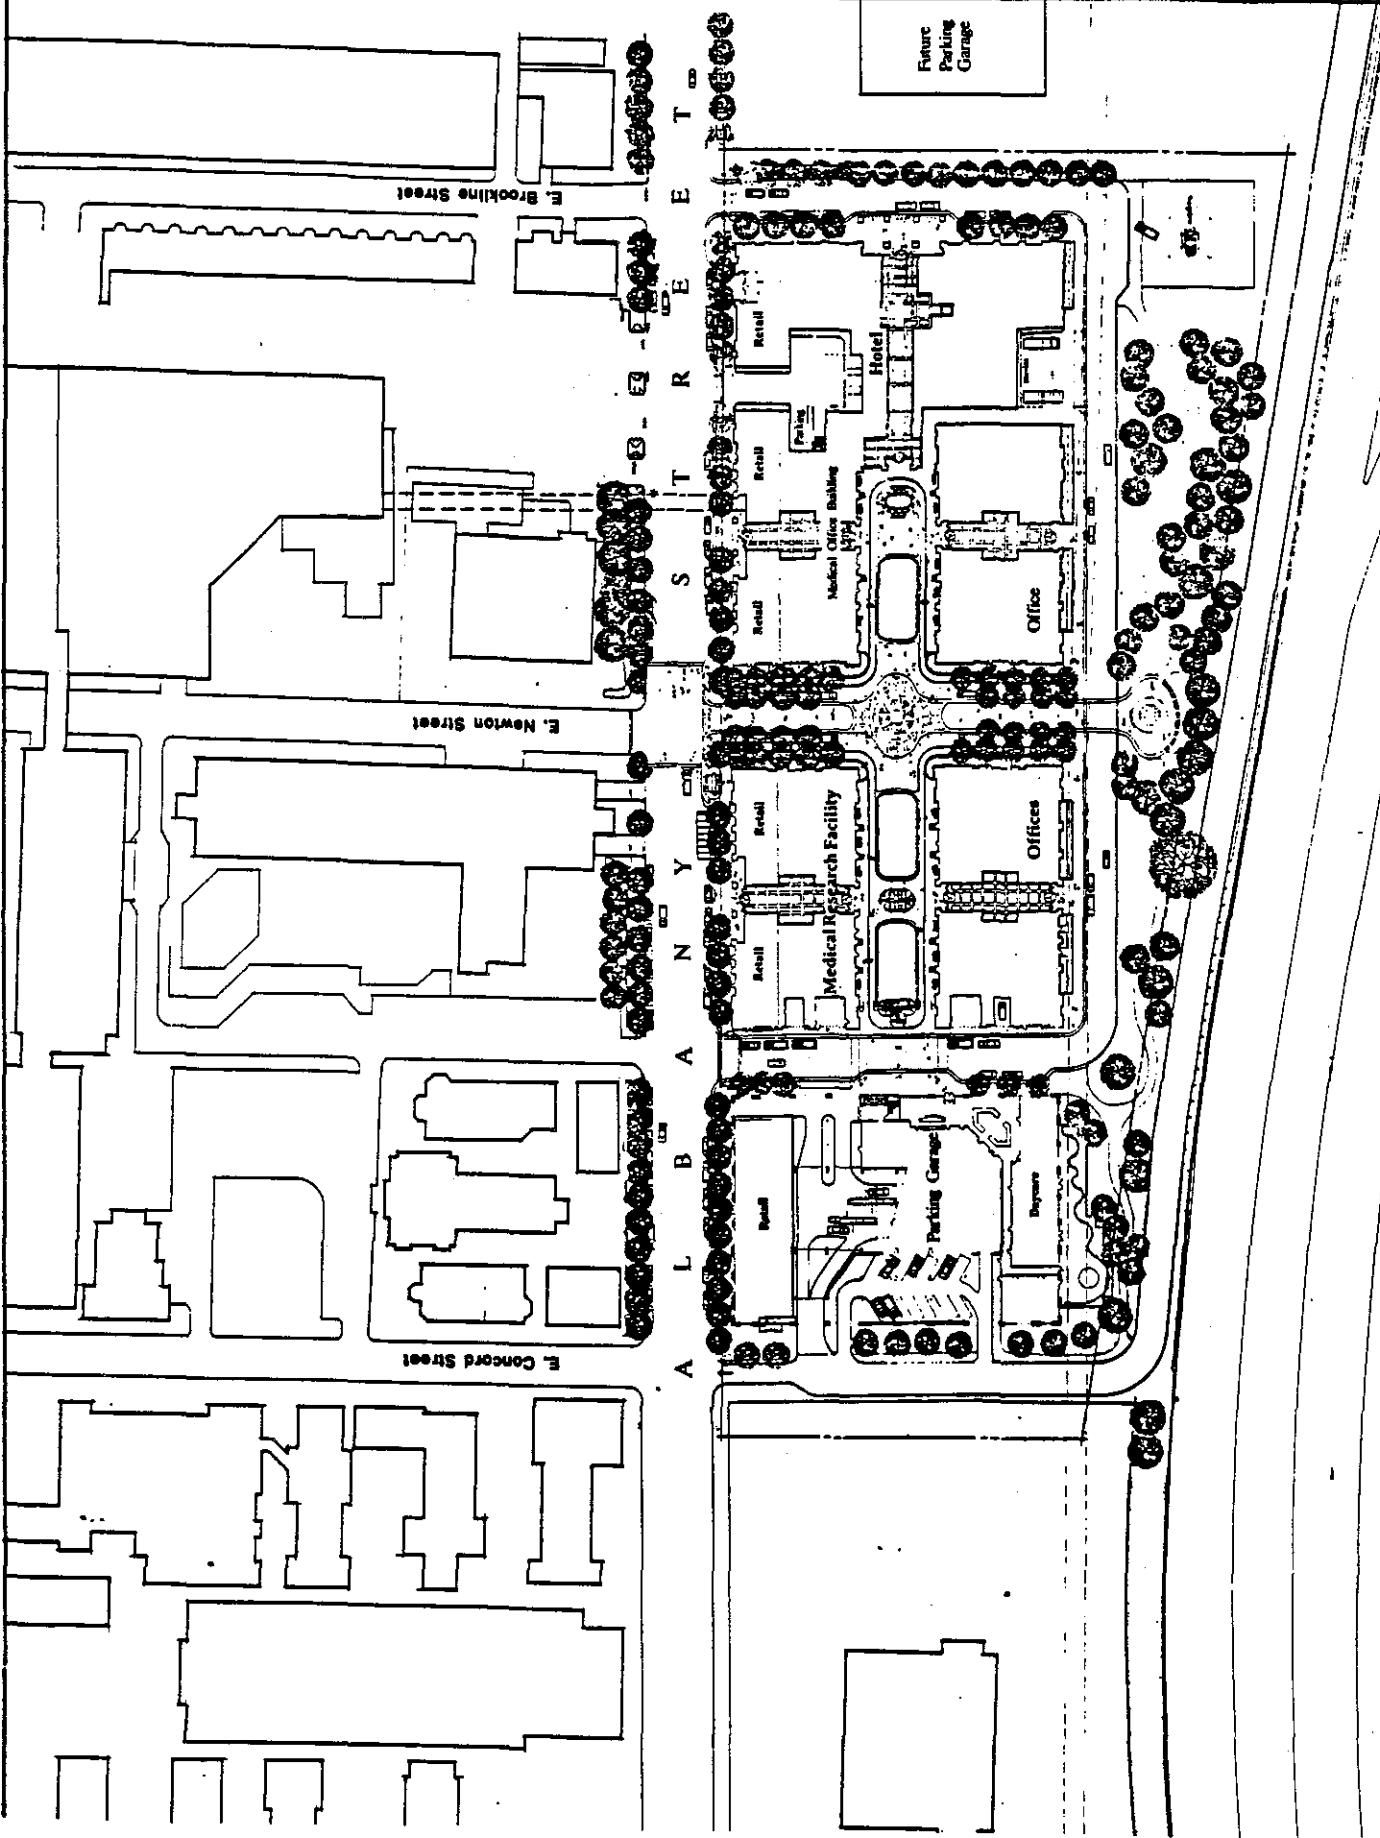 Future
Parking
Garage
E. Brookline Street
ALBANY STREET
Retail
Hotel
Parking
Retail
Medical Office Building
Retail
Office
E. Newton Street
Retail
Medical Research Facility
Offices
Retail
Retail
Parking Garage
Daycare
E. Concord Street